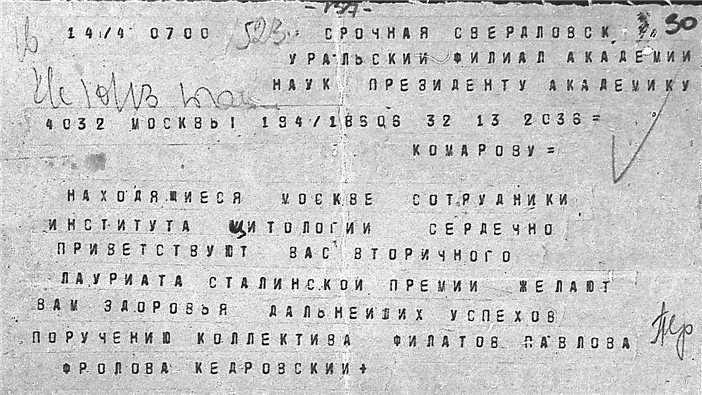 14/4 0700 523 СРОЧНАЯ СВЕРДЛОВСК 30
УРАЛЬСКИЙ ФИЛИАЛ АКАДЕМИИ
НАУК ПРЕЗИДЕНТУ АКАДЕМИКУ
4032 МОСКВЫ 194/18606 32 13 2036=
КОМАРОВУ=
НАХОДЯЩИЕСЯ МОСКВЕ СОТРУДНИКИ
ИНСТИТУТА ЦИТОЛОГИИ СЕРДЕЧНО
ПРИВЕТСТВУЮТ ВАС ВТОРИЧНОГО
ЛАУРИАТА СТАЛИНСКОЙ ПРЕМИИ ЖЕЛАЮТ
ВАМ ЗДОРОВЬЯ ДАЛЬНЕИШИХ УСПЕХОВ
ПОРУЧЕНИЮ КОЛЛЕКТИВА ФИЛАТОВ ПАВЛОВА
ФРОЛОВА КЕДРОВСКИЙ+